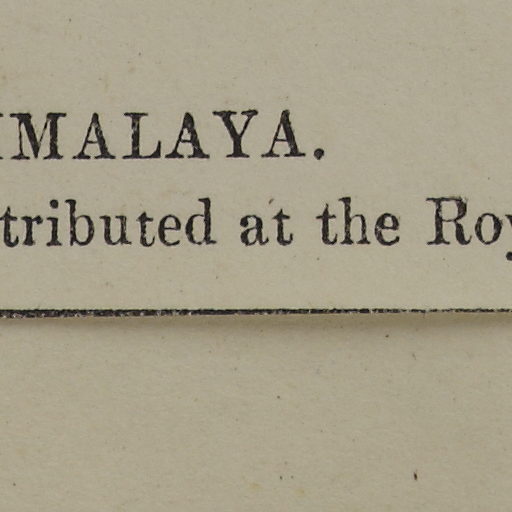 IMALAYA.
tributed at the Roy